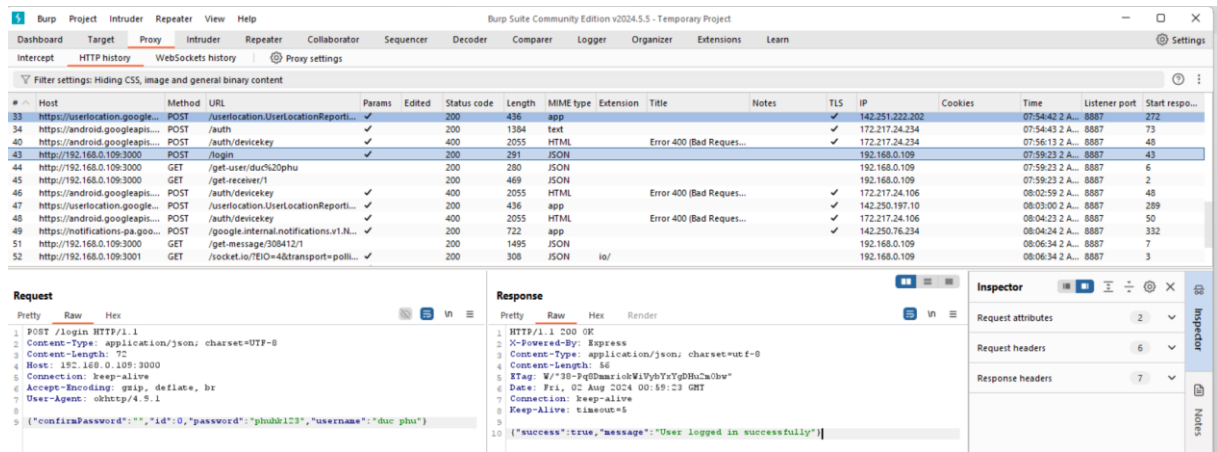 Burp Project Intruder Repeater View Help Burp Suite Community Edition v2024.5.5 - Temporary Project
Dashboard Target Proxy Intruder Repeater Collaborator Sequencer Decoder Comparer Logger Organizer Extensions Learn Settings
Intercept HTTP history WebSockets history Proxy settings
Filter settings: Hiding CSS, image and general binary content
# Host Method URL Params Edited Status code Length MIME type Extension Title Notes TLS IP Cookies Time Listener port Start respo...
33 https://userlocation.google... POST /userlocation.UserLocationReporti... ✓ 200 436 app ✓ 142.251.222.202 07:54:42 2 A... 8887 272
34 https://android.googleapis.... POST /auth ✓ 200 1384 text ✓ 172.217.24.234 07:54:43 2 A... 8887 73
40 https://android.googleapis.... POST /auth/devicekey ✓ 400 2055 HTML Error 400 (Bad Reques... ✓ 172.217.24.234 07:56:13 2 A... 8887 48
43 http://192.168.0.109:3000 POST /login ✓ 200 291 JSON 192.168.0.109 07:59:23 2 A... 8887 43
44 http://192.168.0.109:3000 GET /get-user/duc%20phu 200 280 JSON 192.168.0.109 07:59:23 2 A... 8887 6
45 http://192.168.0.109:3000 GET /get-receiver/1 200 469 JSON 192.168.0.109 07:59:23 2 A... 8887 2
46 https://android.googleapis.... POST /auth/devicekey ✓ 400 2055 HTML Error 400 (Bad Reques... ✓ 172.217.24.106 08:02:59 2 A... 8887 48
47 https://userlocation.google... POST /userlocation.UserLocationReporti... ✓ 200 436 app ✓ 142.250.197.10 08:03:00 2 A... 8887 289
48 https://android.googleapis.... POST /auth/devicekey ✓ 400 2055 HTML Error 400 (Bad Reques... ✓ 172.217.24.106 08:04:23 2 A... 8887 50
49 https://notifications-pa.goo... POST /google.internal.notifications.v1.N... ✓ 200 722 app ✓ 142.250.76.234 08:04:24 2 A... 8887 332
51 http://192.168.0.109:3000 GET /get-message/308412/1 200 1495 JSON 192.168.0.109 08:06:34 2 A... 8887 7
52 http://192.168.0.109:3001 GET /socket.io/?EIO=4&transport=polli... ✓ 200 308 JSON io/ 192.168.0.109 08:06:34 2 A... 8887 3
Request
Pretty Raw Hex \n
1 POST /login HTTP/1.1
2 Content-Type: application/json; charset=UTF-8
3 Content-Length: 72
4 Host: 192.168.0.109:3000
5 Connection: keep-alive
6 Accept-Encoding: gzip, deflate, br
7 User-Agent: okhttp/4.9.1
8
9 {"confirmPassword":"","id":0,"password":"phuhk123","username":"duc phu"}
Response
Pretty Raw Hex Render \n
1 HTTP/1.1 200 OK
2 X-Powered-By: Express
3 Content-Type: application/json; charset=utf-8
4 Content-Length: 56
5 ETag:
6 Date: Fri, 02 Aug 2024 00:59:23 GMT
7 Connection: keep-alive
8 Keep-Alive: timeout=5
9
10 {"success":true,"message":"User logged in successfully"}
Inspector
Request attributes 2
Request headers 6
Response headers 7
Inspector
Notes